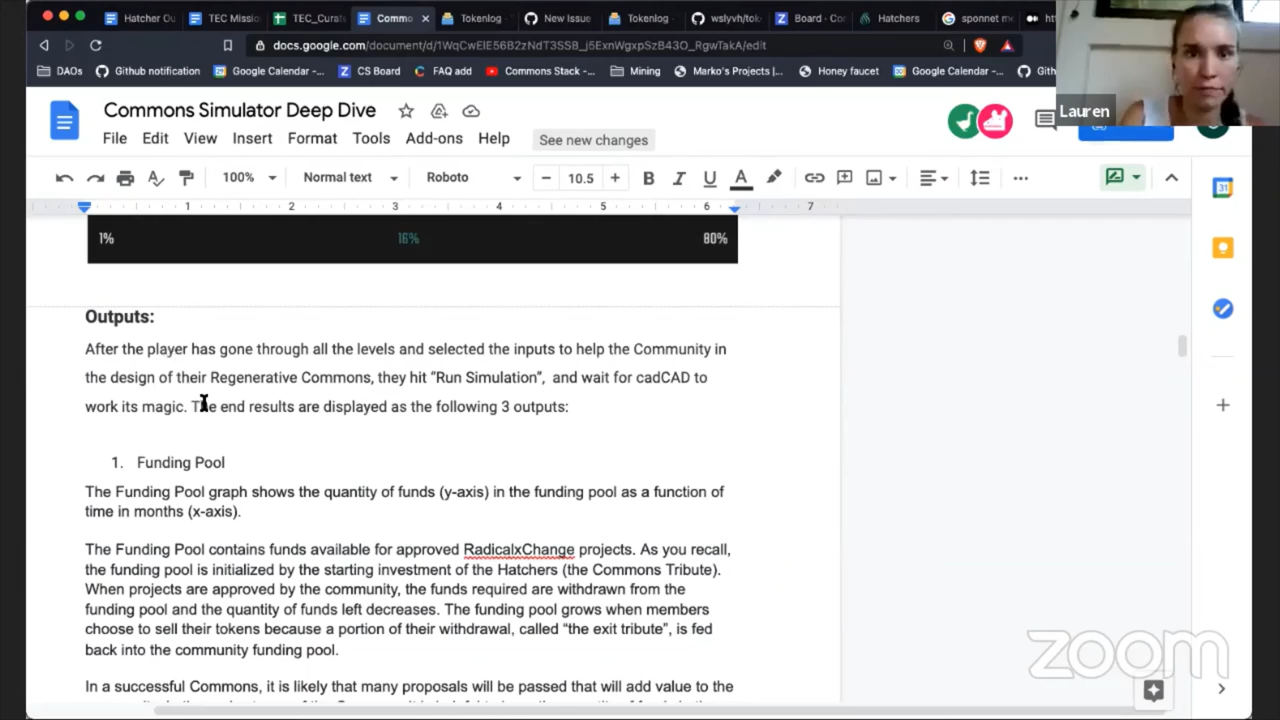 Hatcher Ou
TEC Missio
TEC_Curate
Commo
Tokenlog
New Issue
Tokenlog
wslyvh/tok
Board · Co
Hatchers
sponnet m
docs.google.com/document/d/1WqCwEIE56B2zNdT3SSB_j5ExnWgxpSzB43O_RgwTakA/edit
DAOs
Github notification
Google Calendar -...
CS Board
FAQ add
Commons Stack -...
Mining
Marko's Projects |...
Honey faucet
Google Calendar -...
Gith
Lauren
Commons Simulator Deep Dive
File Edit View Insert Format Tools Add-ons Help
See new changes
100% Normal text Roboto 10.5 B I U A
1 2 3 4 5 6 7
31
1% 16% 80%
Outputs:
After the player has gone through all the levels and selected the inputs to help the Community in
the design of their Regenerative Commons, they hit “Run Simulation”, and wait for cadCAD to
work its magic. The end results are displayed as the following 3 outputs:
1. Funding Pool
The Funding Pool graph shows the quantity of funds (y-axis) in the funding pool as a function of
time in months (x-axis).
The Funding Pool contains funds available for approved RadicalxChange projects. As you recall,
the funding pool is initialized by the starting investment of the Hatchers (the Commons Tribute).
When projects are approved by the community, the funds required are withdrawn from the
funding pool and the quantity of funds left decreases. The funding pool grows when members
choose to sell their tokens because a portion of their withdrawal, called “the exit tribute”, is fed
back into the community funding pool.
In a successful Commons, it is likely that many proposals will be passed that will add value to the
zoom